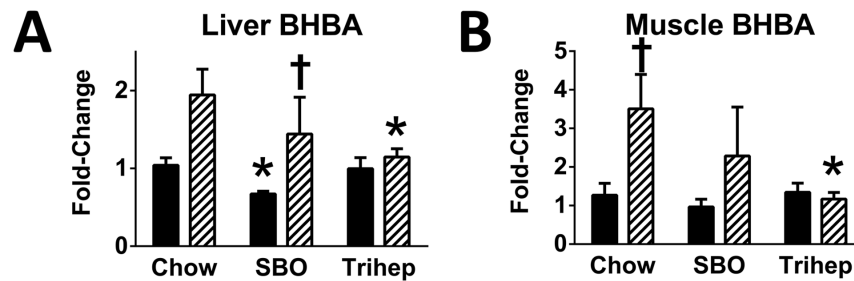 A
Liver BHBA
Fold-Change
2
1
0
†
*
*
Chow
SBO
Trihep
B
Muscle BHBA
Fold-Change
5
4
3
2
1
0
†
*
Chow
SBO
Trihep